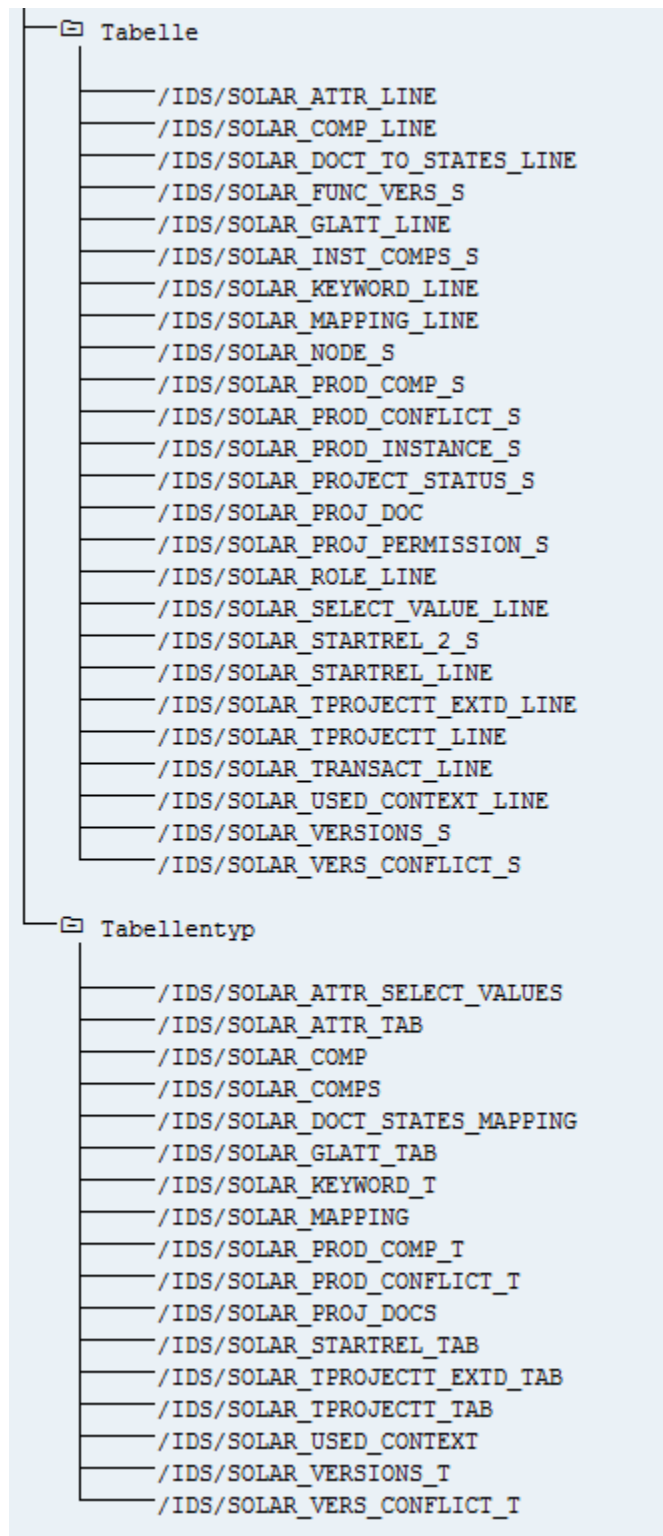 Tabelle
/IDS/SOLAR_ATTR_LINE
/IDS/SOLAR_COMP_LINE
/IDS/SOLAR_DOCT_TO_STATES_LINE
/IDS/SOLAR_FUNC_VERS_S
/IDS/SOLAR_GLATT_LINE
/IDS/SOLAR_INST_COMPS_S
/IDS/SOLAR_KEYWORD_LINE
/IDS/SOLAR_MAPPING_LINE
/IDS/SOLAR_NODE_S
/IDS/SOLAR_PROD_COMP_S
/IDS/SOLAR_PROD_CONFLICT_S
/IDS/SOLAR_PROD_INSTANCE_S
/IDS/SOLAR_PROJECT_STATUS_S
/IDS/SOLAR_PROJ_DOC
/IDS/SOLAR_PROJ_PERMISSION_S
/IDS/SOLAR_ROLE_LINE
/IDS/SOLAR_SELECT_VALUE_LINE
/IDS/SOLAR_STARTREL_2_S
/IDS/SOLAR_STARTREL_LINE
/IDS/SOLAR_TPROJECTT_EXTD_LINE
/IDS/SOLAR_TPROJECTT_LINE
/IDS/SOLAR_TRANSACT_LINE
/IDS/SOLAR_USED_CONTEXT_LINE
/IDS/SOLAR_VERSIONS_S
/IDS/SOLAR_VERS_CONFLICT_S
Tabellentyp
/IDS/SOLAR_ATTR_SELECT_VALUES
/IDS/SOLAR_ATTR_TAB
/IDS/SOLAR_COMP
/IDS/SOLAR_COMPS
/IDS/SOLAR_DOCT_STATES_MAPPING
/IDS/SOLAR_GLATT_TAB
/IDS/SOLAR_KEYWORD_T
/IDS/SOLAR_MAPPING
/IDS/SOLAR_PROD_COMP_T
/IDS/SOLAR_PROD_CONFLICT_T
/IDS/SOLAR_PROJ_DOCS
/IDS/SOLAR_STARTREL_TAB
/IDS/SOLAR_TPROJECTT_EXTD_TAB
/IDS/SOLAR_TPROJECTT_TAB
/IDS/SOLAR_USED_CONTEXT
/IDS/SOLAR_VERSIONS_T
/IDS/SOLAR_VERS_CONFLICT_T